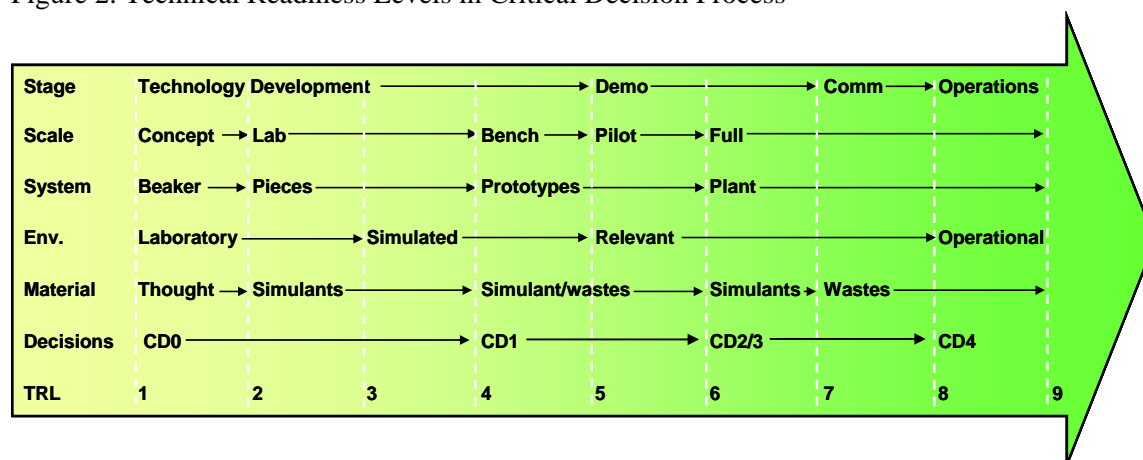 Figure 2. Technical Readiness Levels in Critical Decision Process
Stage Technology Development Demo Comm Operations
Scale Concept Lab Bench Pilot Full
System Beaker Pieces Prototypes Plant
Env. Laboratory Simulated Relevant Operational
Material Thought Simulants Simulant/wastes Simulants Wastes
Decisions CD0 CD1 CD2/3 CD4
TRL 1 2 3 4 5 6 7 8 9